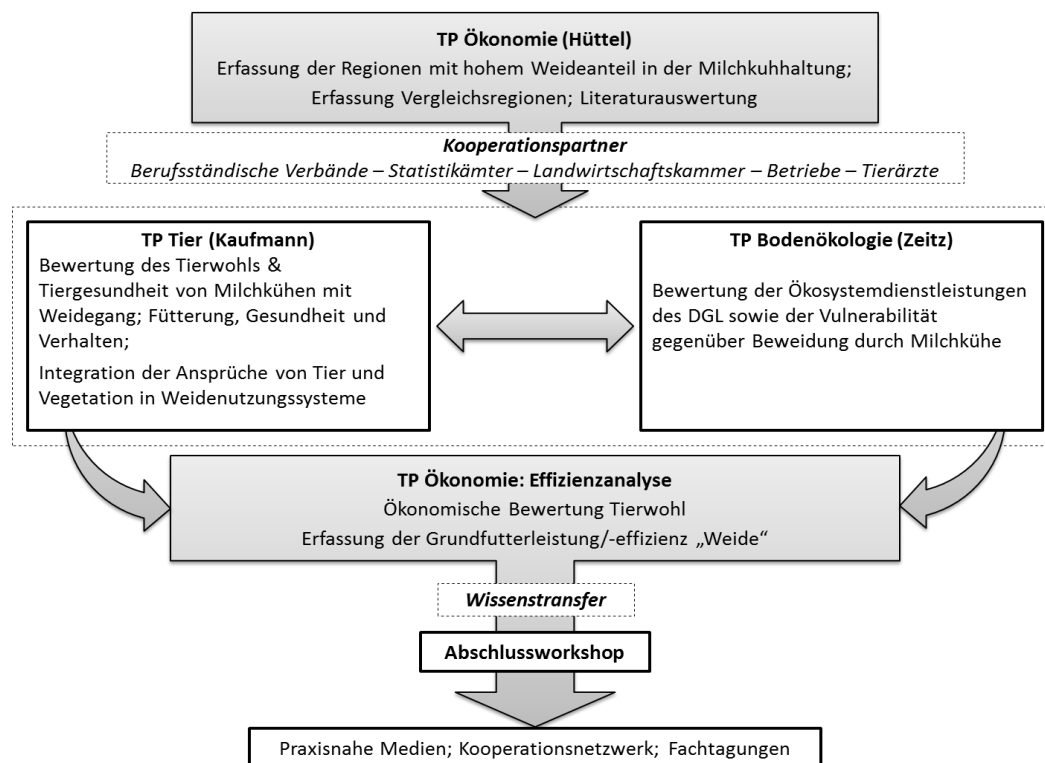 TP Ökonomie (Hüttel)
Erfassung der Regionen mit hohem Weideanteil in der Milchkuhhaltung;
Erfassung Vergleichsregionen; Literaturauswertung
Kooperationspartner
Berufsständische Verbände – Statistikämter – Landwirtschaftskammer – Betriebe – Tierärzte
TP Tier (Kaufmann)
Bewertung des Tierwohls &
Tiergesundheit von Milchkühen mit
Weidegang; Fütterung, Gesundheit und
Verhalten;
Integration der Ansprüche von Tier und
Vegetation in Weidenutzungssysteme
TP Bodenökologie (Zeitz)
Bewertung der Ökosystemdienstleistungen
des DGL sowie der Vulnerabilität
gegenüber Beweidung durch Milchkühe
TP Ökonomie: Effizienzanalyse
Ökonomische Bewertung Tierwohl
Erfassung der Grundfutterleistung/-effizienz „Weide“
Wissenstransfer
Abschlussworkshop
Praxisnahe Medien; Kooperationsnetzwerk; Fachtagungen